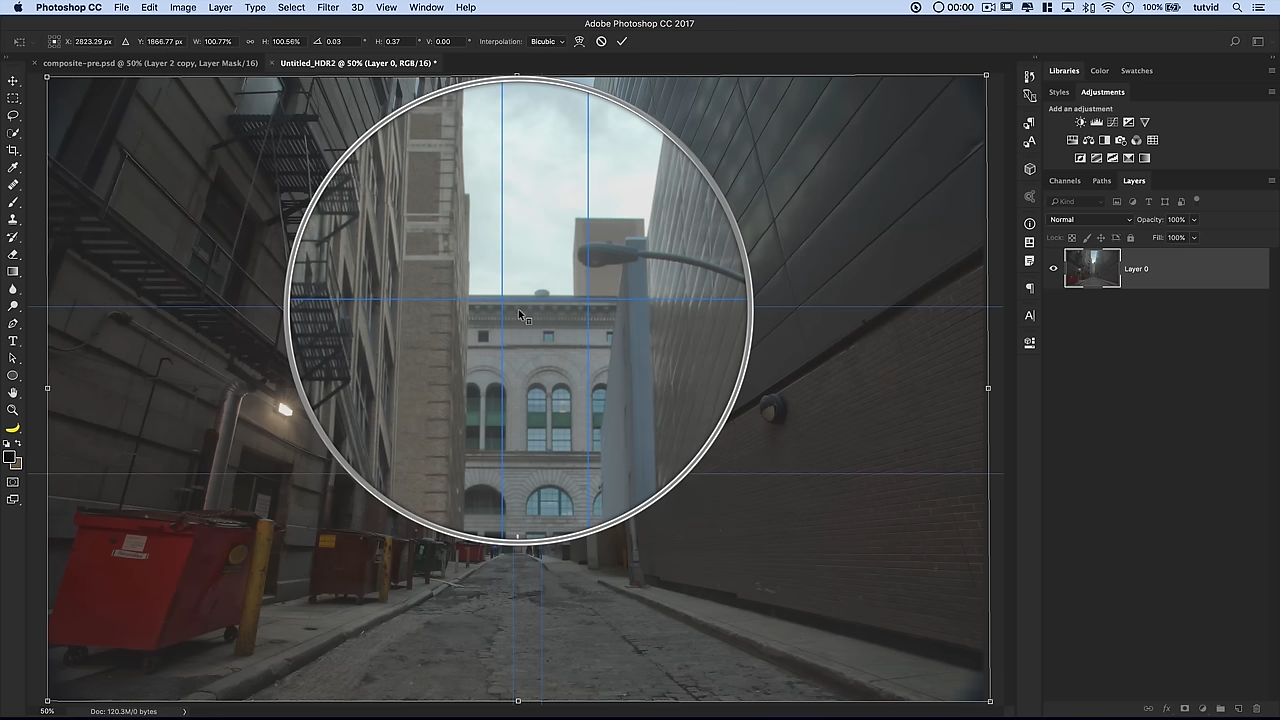 Photoshop CC File Edit Image Layer Type Select Filter 3D View Window Help 00:00 100% tutvid
Adobe Photoshop CC 2017
X: 2823.29 px Y: 1866.77 px W: 100.77% H: 100.56% 0.03 ° H: 0.37 ° V: 0.00 ° Interpolation: Bicubic
× composite-pre.psd @ 50% (Layer 2 copy, Layer Mask/16) × Untitled_HDR2 @ 50% (Layer 0, RGB/16) *
Libraries Color Swatches
Styles Adjustments
Add an adjustment
Channels Paths Layers
Kind
Normal Opacity: 100%
Lock: Fill: 100%
Layer 0
50% Doc: 120.3M/0 bytes